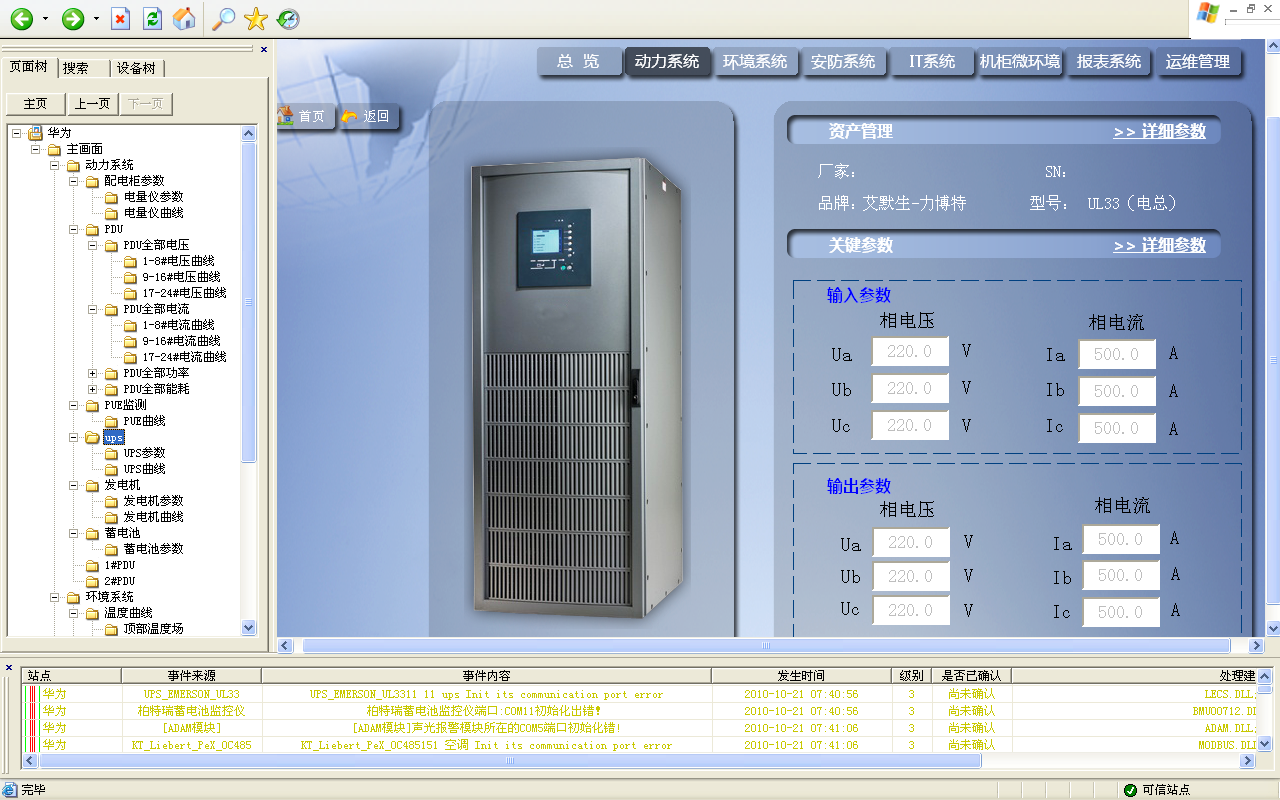 总 览 动力系统 环境系统 安防系统 IT系统 机柜微环境 报表系统 运维管理
页面树 搜索 设备树
主页 上一页 下一页
首页 返回
华为
主画面
动力系统
配电柜参数
电量仪参数
电量仪曲线
PDU
PDU全部电压
1-8#电压曲线
9-16#电压曲线
17-24#电压曲线
PDU全部电流
1-8#电流曲线
9-16#电流曲线
17-24#电流曲线
PDU全部功率
PDU全部能耗
PUE监测
PUE曲线
ups
UPS参数
UPS曲线
发电机
发电机参数
发电机曲线
蓄电池
蓄电池参数
1#PDU
2#PDU
环境系统
温度曲线
顶部温度场
资产管理 >> 详细参数
厂家: SN:
品牌: 艾默生-力博特 型号: UL33（电总）
关键参数 >> 详细参数
输入参数
相电压 相电流
Ua 220.0 V Ia 500.0 A
Ub 220.0 V Ib 500.0 A
Uc 220.0 V Ic 500.0 A
输出参数
相电压 相电流
Ua 220.0 V Ia 500.0 A
Ub 220.0 V Ib 500.0 A
Uc 220.0 V Ic 500.0 A
站点 事件来源 事件内容 发生时间 级别 是否已确认 处理建
华为 UPS_EMERSON_UL33 UPS_EMERSON_UL3311 11 ups Init its communication port error 2010-10-21 07:40:56 3 尚未确认 LECS.DLL;
华为 柏特瑞蓄电池监控仪 柏特瑞蓄电池监控仪端口:COM11初始化出错! 2010-10-21 07:40:56 3 尚未确认 BMU00712.DL
华为 [ADAM模块] [ADAM模块]声光报警模块所在的COM5端口初始化错! 2010-10-21 07:41:06 3 尚未确认 ADAM.DLL;
华为 KT_Liebert_PeX_OC485 KT_Liebert_PeX_OC485151 空调 Init its communication port error 2010-10-21 07:41:06 3 尚未确认 MODBUS.DLL
完毕 可信站点